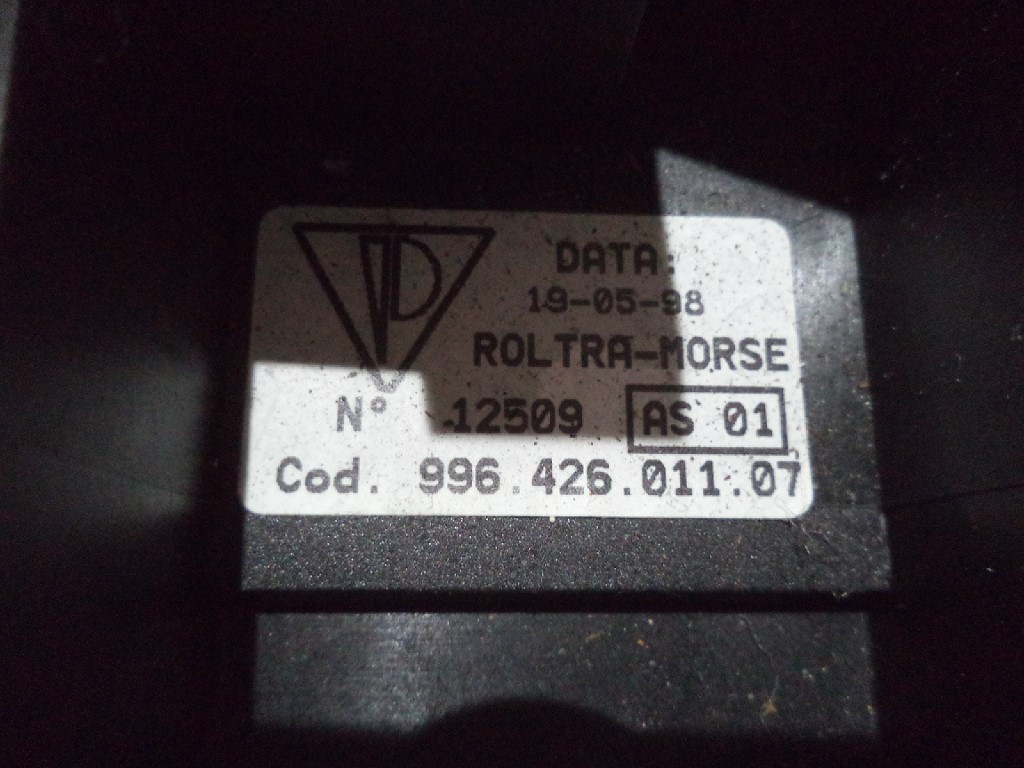 DATA:
19-05-98
ROLTRA-MORSE
N° 12509 AS 01
Cod. 996.426.011.07